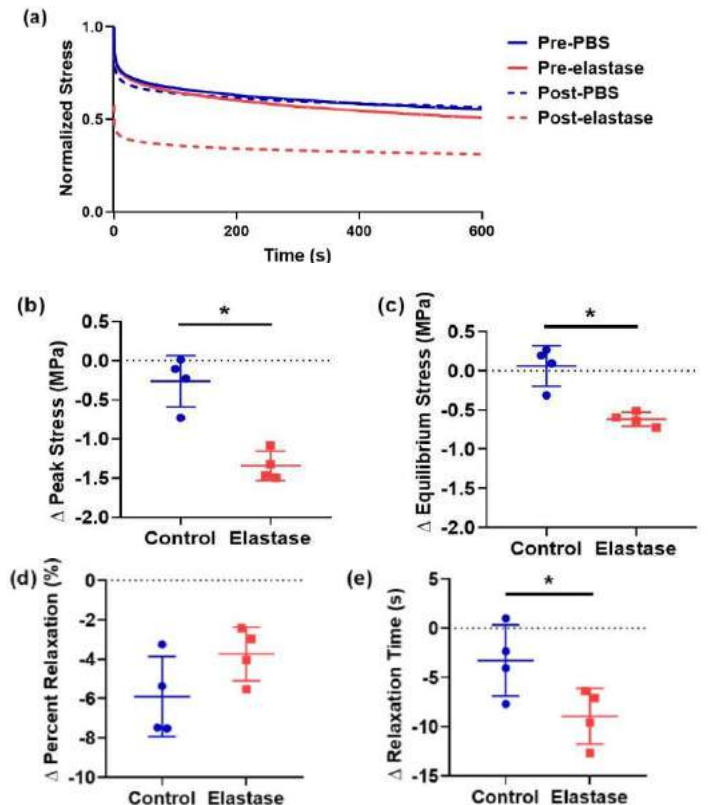 (a)
Normalized Stress
1.0
0.5
0.0
0 200 400 600
Time (s)
Pre-PBS
Pre-elastase
Post-PBS
Post-elastase
(b)
Δ Peak Stress (MPa)
*
0.5
0.0
-0.5
-1.0
-1.5
-2.0
Control Elastase
(c)
Δ Equilibrium Stress (MPa)
*
0.5
0.0
-0.5
-1.0
-1.5
-2.0
Control Elastase
(d)
Δ Percent Relaxation (%)
0
-2
-4
-6
-8
-10
Control Elastase
(e)
Δ Relaxation Time (s)
*
5
0
-5
-10
-15
Control Elastase